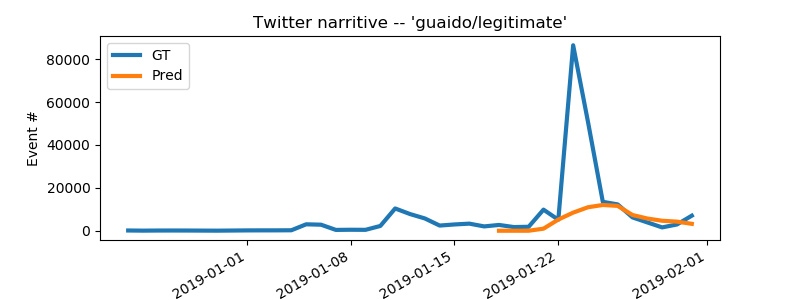 Twitter narritive -- 'guaido/legitimate'
GT
Pred
Event #
80000
60000
40000
20000
0
2019-01-01
2019-01-08
2019-01-15
2019-01-22
2019-02-01